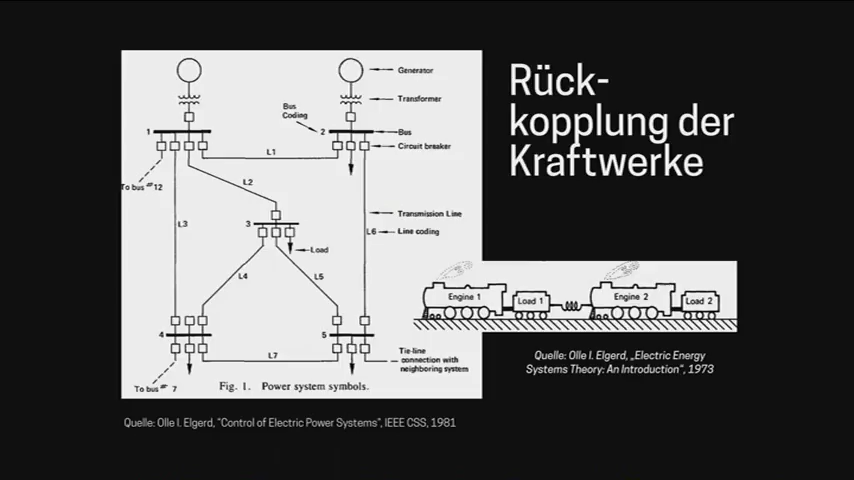 Rück-
kopplung der
Kraftwerke
Generator
Transformer
Bus
Coding
1
2
Bus
Circuit breaker
L1
To bus #12
L2
L3
3
Transmission Line
L6
Line coding
Load
L4
L5
4
5
L7
Tie-line
connection with
neighboring system
To bus # 7
Fig. 1. Power system symbols.
Engine 1
Load 1
Engine 2
Load 2
Quelle: Olle I. Elgerd, „Electric Energy
Systems Theory: An Introduction“, 1973
Quelle: Olle I. Elgerd, "Control of Electric Power Systems", IEEE CSS, 1981